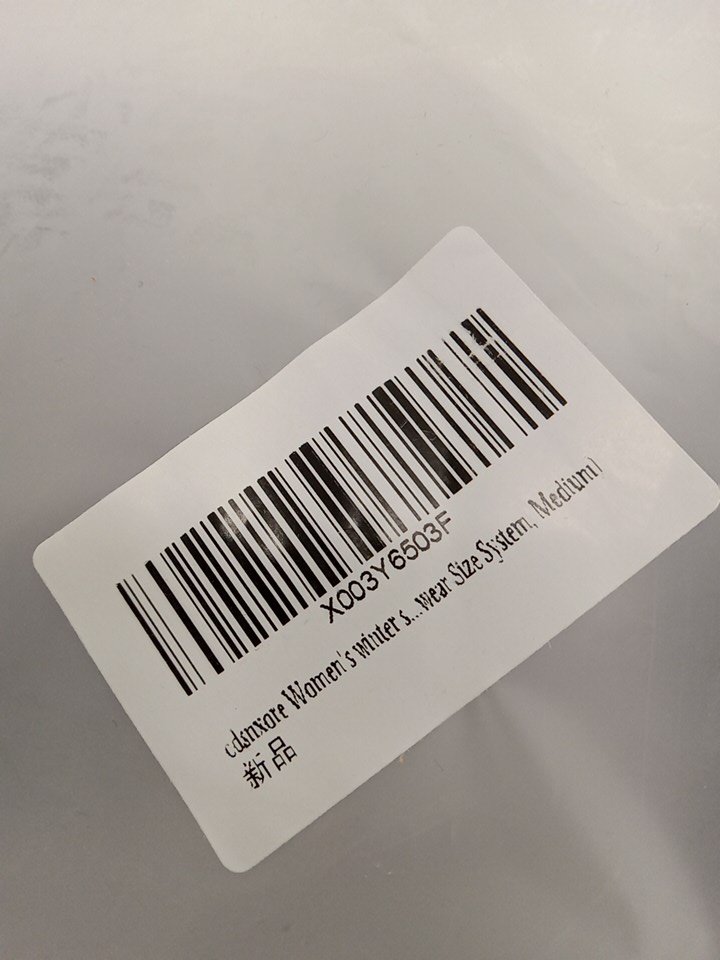 X003Y6503F
cdsnxore Women's winter s...wear Size System, Medium)
新品